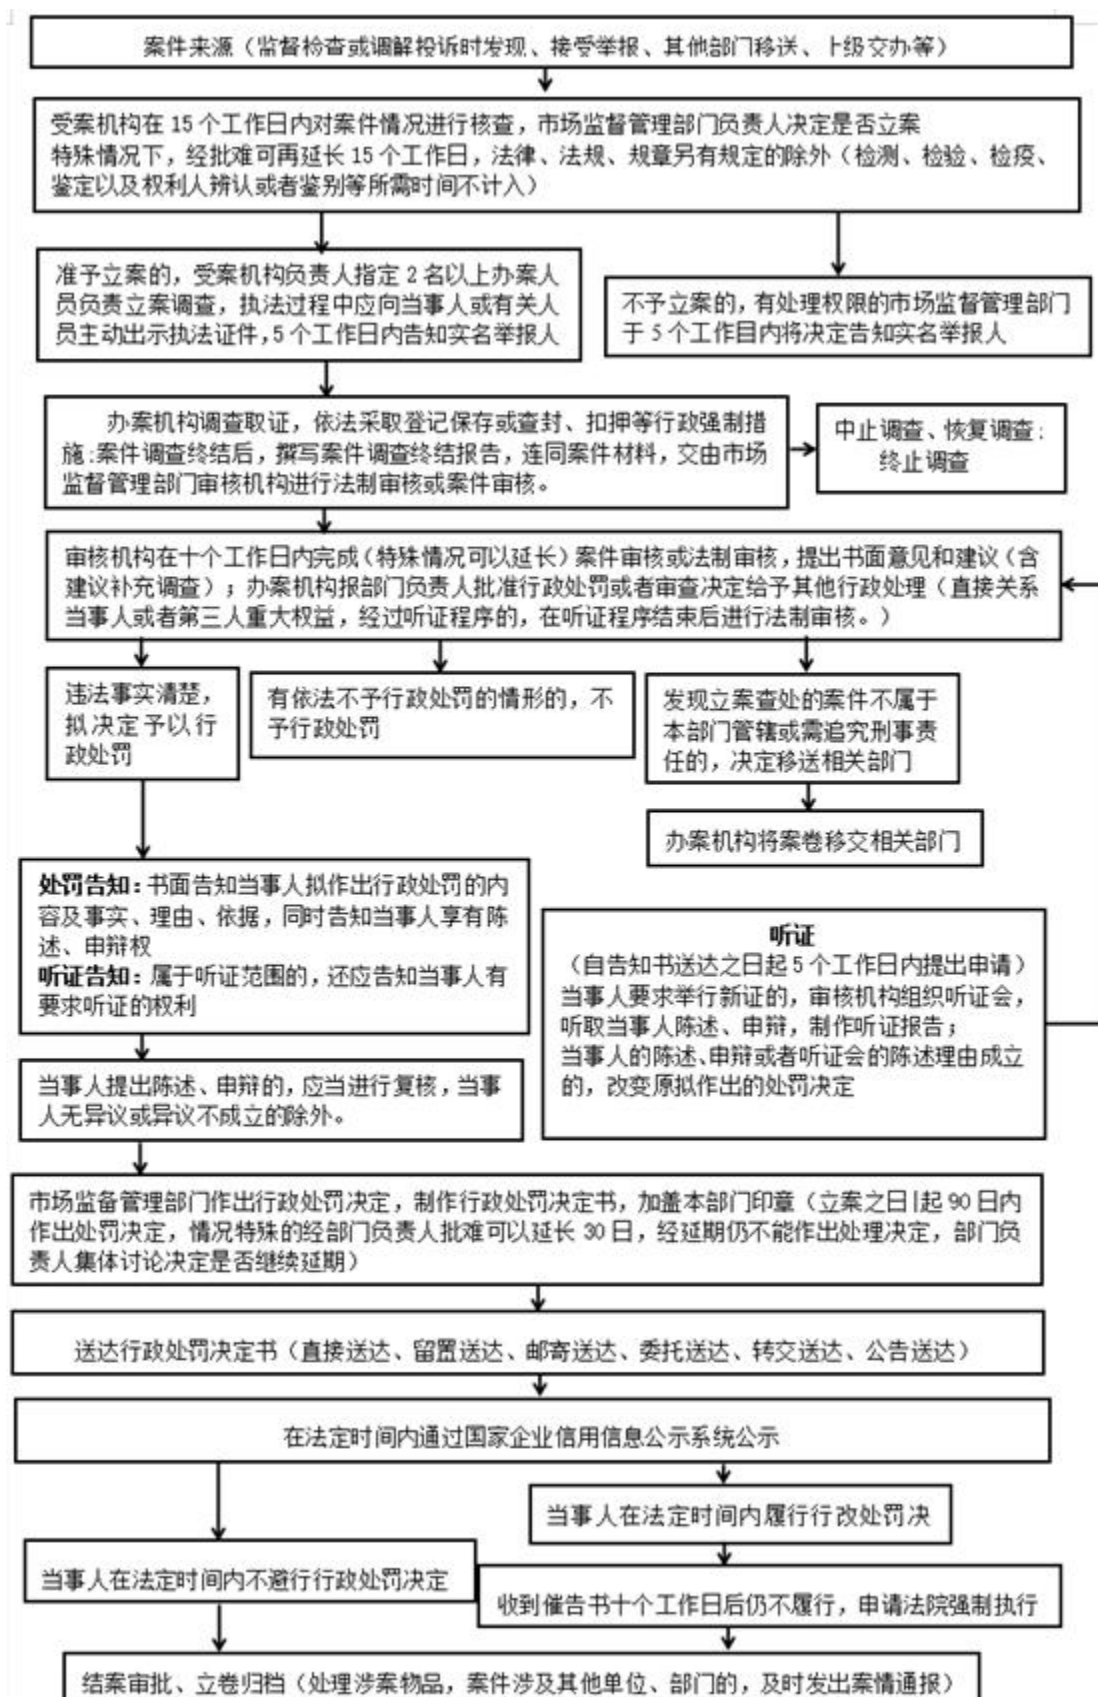 案件来源（监督检查或调解投诉时发现、接受举报、其他部门移送、上级交办等）
受案机构在 15 个工作日内对案件情况进行核查，市场监督管理部门负责人决定是否立案
特殊情况下，经批难可再延长 15 个工作日，法律、法规、规章另有规定的除外（检测、检验、检疫、
鉴定以及权利人辨认或者鉴别等所需时间不计入）
准予立案的，受案机构负责人指定 2 名以上办案人
员负责立案调查，执法过程中应向当事人或有关人
员主动出示执法证件，5 个工作日内告知实名举报人
不予立案的，有处理权限的市场监督管理部门
于 5 个工作目内将决定告知实名举报人
办案机构调查取证，依法采取登记保存或查封、扣押等行政强制措
施：案件调查终结后，撰写案件调查终结报告，连同案件材料，交由市场
监督管理部门审核机构进行法制审核或案件审核。
中止调查、恢复调查：
终止调查
审核机构在十个工作日内完成（特殊情况可以延长）案件审核或法制审核，提出书面意见和建议（含
建议补充调查）；办案机构报部门负责人批准行政处罚或者审查决定给予其他行政处理（直接关系
当事人或者第三人重大权益，经过听证程序的，在听证程序结束后进行法制审核。）
违法事实清楚，
拟决定予以行
政处罚
有依法不予行政处罚的情形的，不
予行政处罚
发现立案查处的案件不属于
本部门管辖或需追究刑事责
任的，决定移送相关部门
办案机构将案卷移交相关部门
处罚告知：书面告知当事人拟作出行政处罚的内
容及事实、理由、依据，同时告知当事人享有陈
述、申辩权
听证告知：属于听证范围的，还应告知当事人有
要求听证的权利
听证
（自告知书送达之日起 5 个工作日内提出申请）
当事人要求举行新证的，审核机构组织听证会，
听取当事人陈述、申辩，制作听证报告；
当事人的陈述、申辩或者听证会的陈述理由成立
的，改变原拟作出的处罚决定
当事人提出陈述、申辩的，应当进行复核，当事
人无异议或异议不成立的除外。
市场监备管理部门作出行政处罚决定，制作行政处罚决定书，加盖本部门印章（立案之日|起 90 日内
作出处罚决定，情况特殊的经部门负责人批难可以延长 30 日，经延期仍不能作出处理决定，部门负
责人集体讨论决定是否继续延期）
送达行政处罚决定书（直接送达、留置送达、邮寄送达、委托送达、转交送达、公告送达）
在法定时间内通过国家企业信用信息公示系统公示
当事人在法定时间内履行行改处罚决
当事人在法定时间内不避行行政处罚决定
收到催告书十个工作日后仍不履行，申请法院强制执行
结案审批、立卷归挡（处理涉案物品，案件涉及其他单位、部门的，及时发出案情通报）